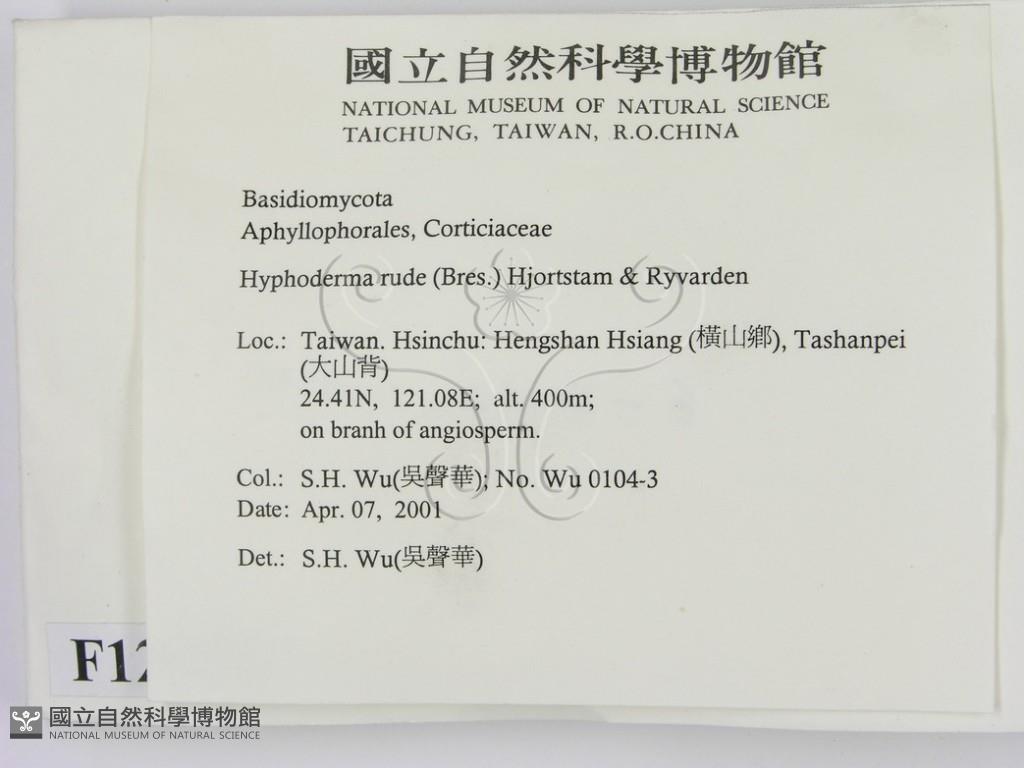 國立自然科學博物館
NATIONAL MUSEUM OF NATURAL SCIENCE
TAICHUNG, TAIWAN, R.O.CHINA
Basidiomycota
Aphyllophorales, Corticiaceae
Hyphoderma rude (Bres.) Hjortstam & Ryvarden
Loc.: Taiwan. Hsinchu: Hengshan Hsiang (橫山鄉), Tashanpei
(大山背)
24.41N, 121.08E; alt. 400m;
on branh of angiosperm.
Col.: S.H. Wu(吳聲華); No. Wu 0104-3
Date: Apr. 07, 2001
Det.: S.H. Wu(吳聲華)
F12
國立自然科學博物館
NATIONAL MUSEUM OF NATURAL SCIENCE